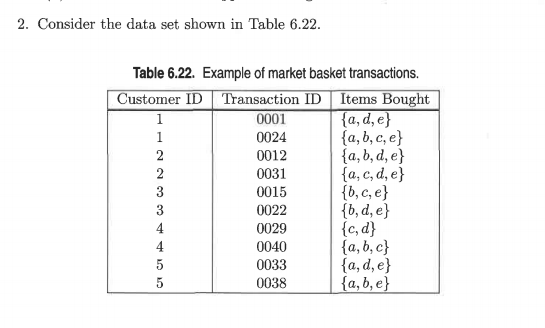 2. Consider the data set shown in Table 6.22.
Table 6.22. Example of market basket transactions.
Customer ID Transaction ID Items Bought
1 0001 {a, d, e}
1 0024 {a, b, c, e}
2 0012 {a, b, d, e}
2 0031 {a, c, d, e}
3 0015 {b, c, e}
3 0022 {b, d, e}
4 0029 {c, d}
4 0040 {a, b, c}
5 0033 {a, d, e}
5 0038 {a, b, e}